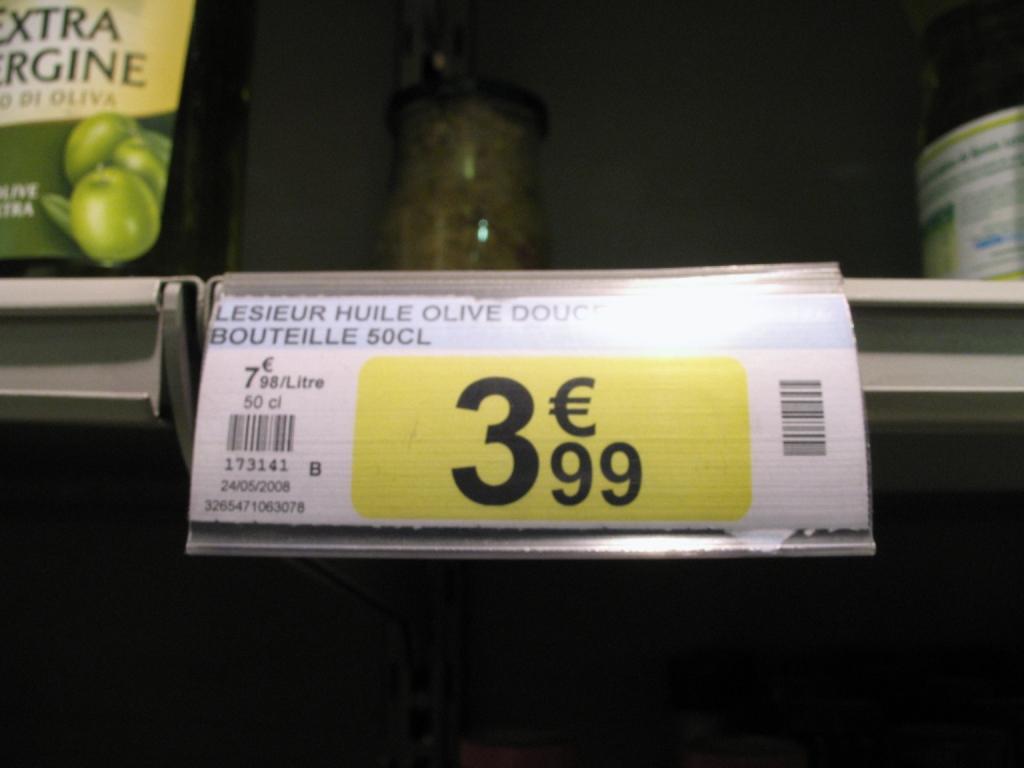 EXTRA
ERGINE
O DI OLIVA
LIVE
TRA
LESIEUR HUILE OLIVE DOUCE
BOUTEILLE 50CL
7€98/Litre
50 cl
3€99
173141 B
24/05/2008
3265471063078